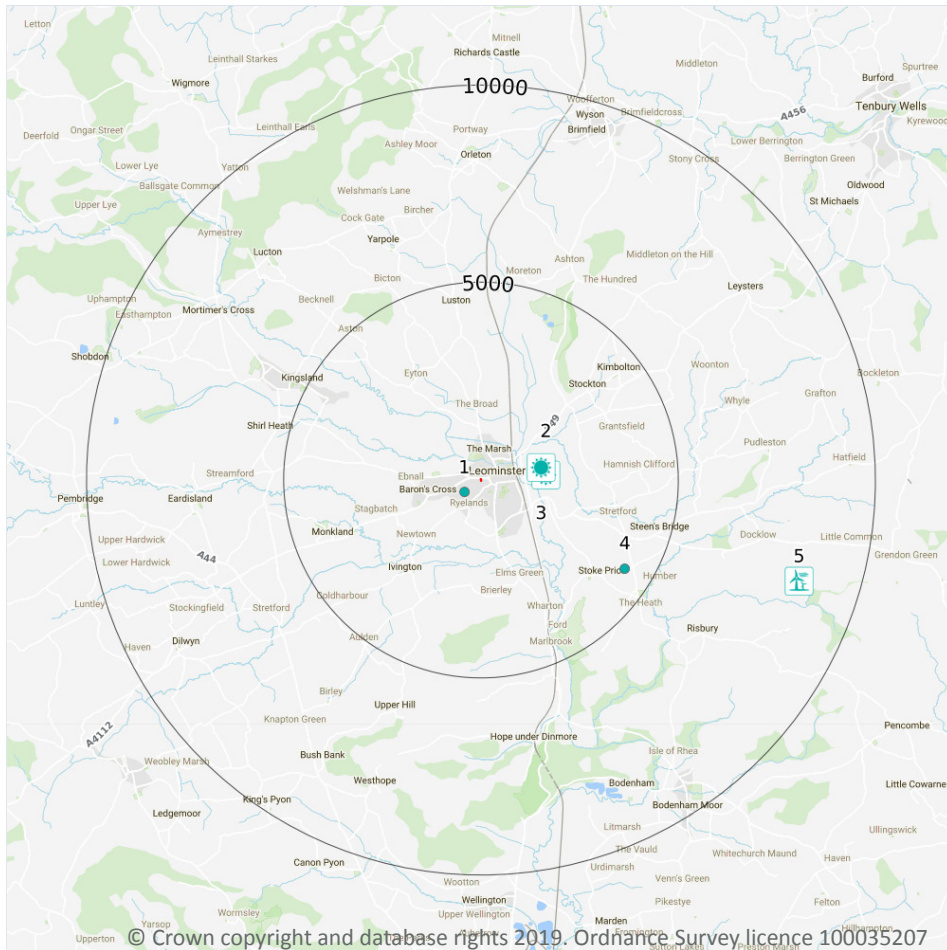 Letton
Mitnell
Richards Castle
Leinthall Starkes
Middleton
Spurtree
Burford
Wigmore
10000
Woofferton
Tenbury Wells
Wyson
Brimfieldcross
A456
Kyrewood
Deerfold
Ongar Street
Leinthall Earls
Portway
Brimfield
Ashley Moor
Lower Berrington
Orleton
Stony Cross
Berrington Green
Lower Lye
Yatton
Ballsgate Common
Welshman's Lane
Oldwood
St Michaels
Upper Lye
Bircher
Cock Gate
Aymestrey
Yarpole
Lucton
Ashton
Middleton on the Hill
Moreton
The Hundred
Bicton
5000
Leysters
Uphampton
Becknell
Luston
Easthampton
Mortimer's Cross
Aston
Shobdon
Kimbolton
Woonton
Eyton
Bockleton
Kingsland
Stockton
Grafton
The Broad
Whyle
A49
Shirl Heath
Grantsfield
2
Pudleston
The Marsh
Hatfield
1
Leominster
Hamnish Clifford
Streamford
Ebnall
Baron's Cross
Pembridge
Eardisland
Ryelands
Stagbatch
3
Stretford
Steen's Bridge
Monkland
Newtown
Docklow
Little Common
Upper Hardwick
4
5
Grendon Green
A44
Lower Hardwick
Ivington
Elms Green
Stoke Prior
Humber
Brierley
Coldharbour
Luntley
Stockingfield
Stretford
Wharton
The Heath
Ford
Risbury
Dilwyn
Aulden
Marlbrook
Haven
Birley
Upper Hill
Knapton Green
Pencombe
A4112
Hope under Dinmore
Isle of Rhea
Bush Bank
Weobley Marsh
Westhope
Bodenham
Little Cowarne
King's Pyon
Bodenham Moor
Ledgemoor
Litmarsh
Ullingswick
The Vauld
Whitechurch Maund
Canon Pyon
Haven
Urdimarsh
Wootton
Venn's Green
Wellington
Pikestye
Felton
Wormsley
Upper Wellington
Marden
Yarsop
Upperton
© Crown copyright and database rights 2019. Ordnance Survey licence 100035207